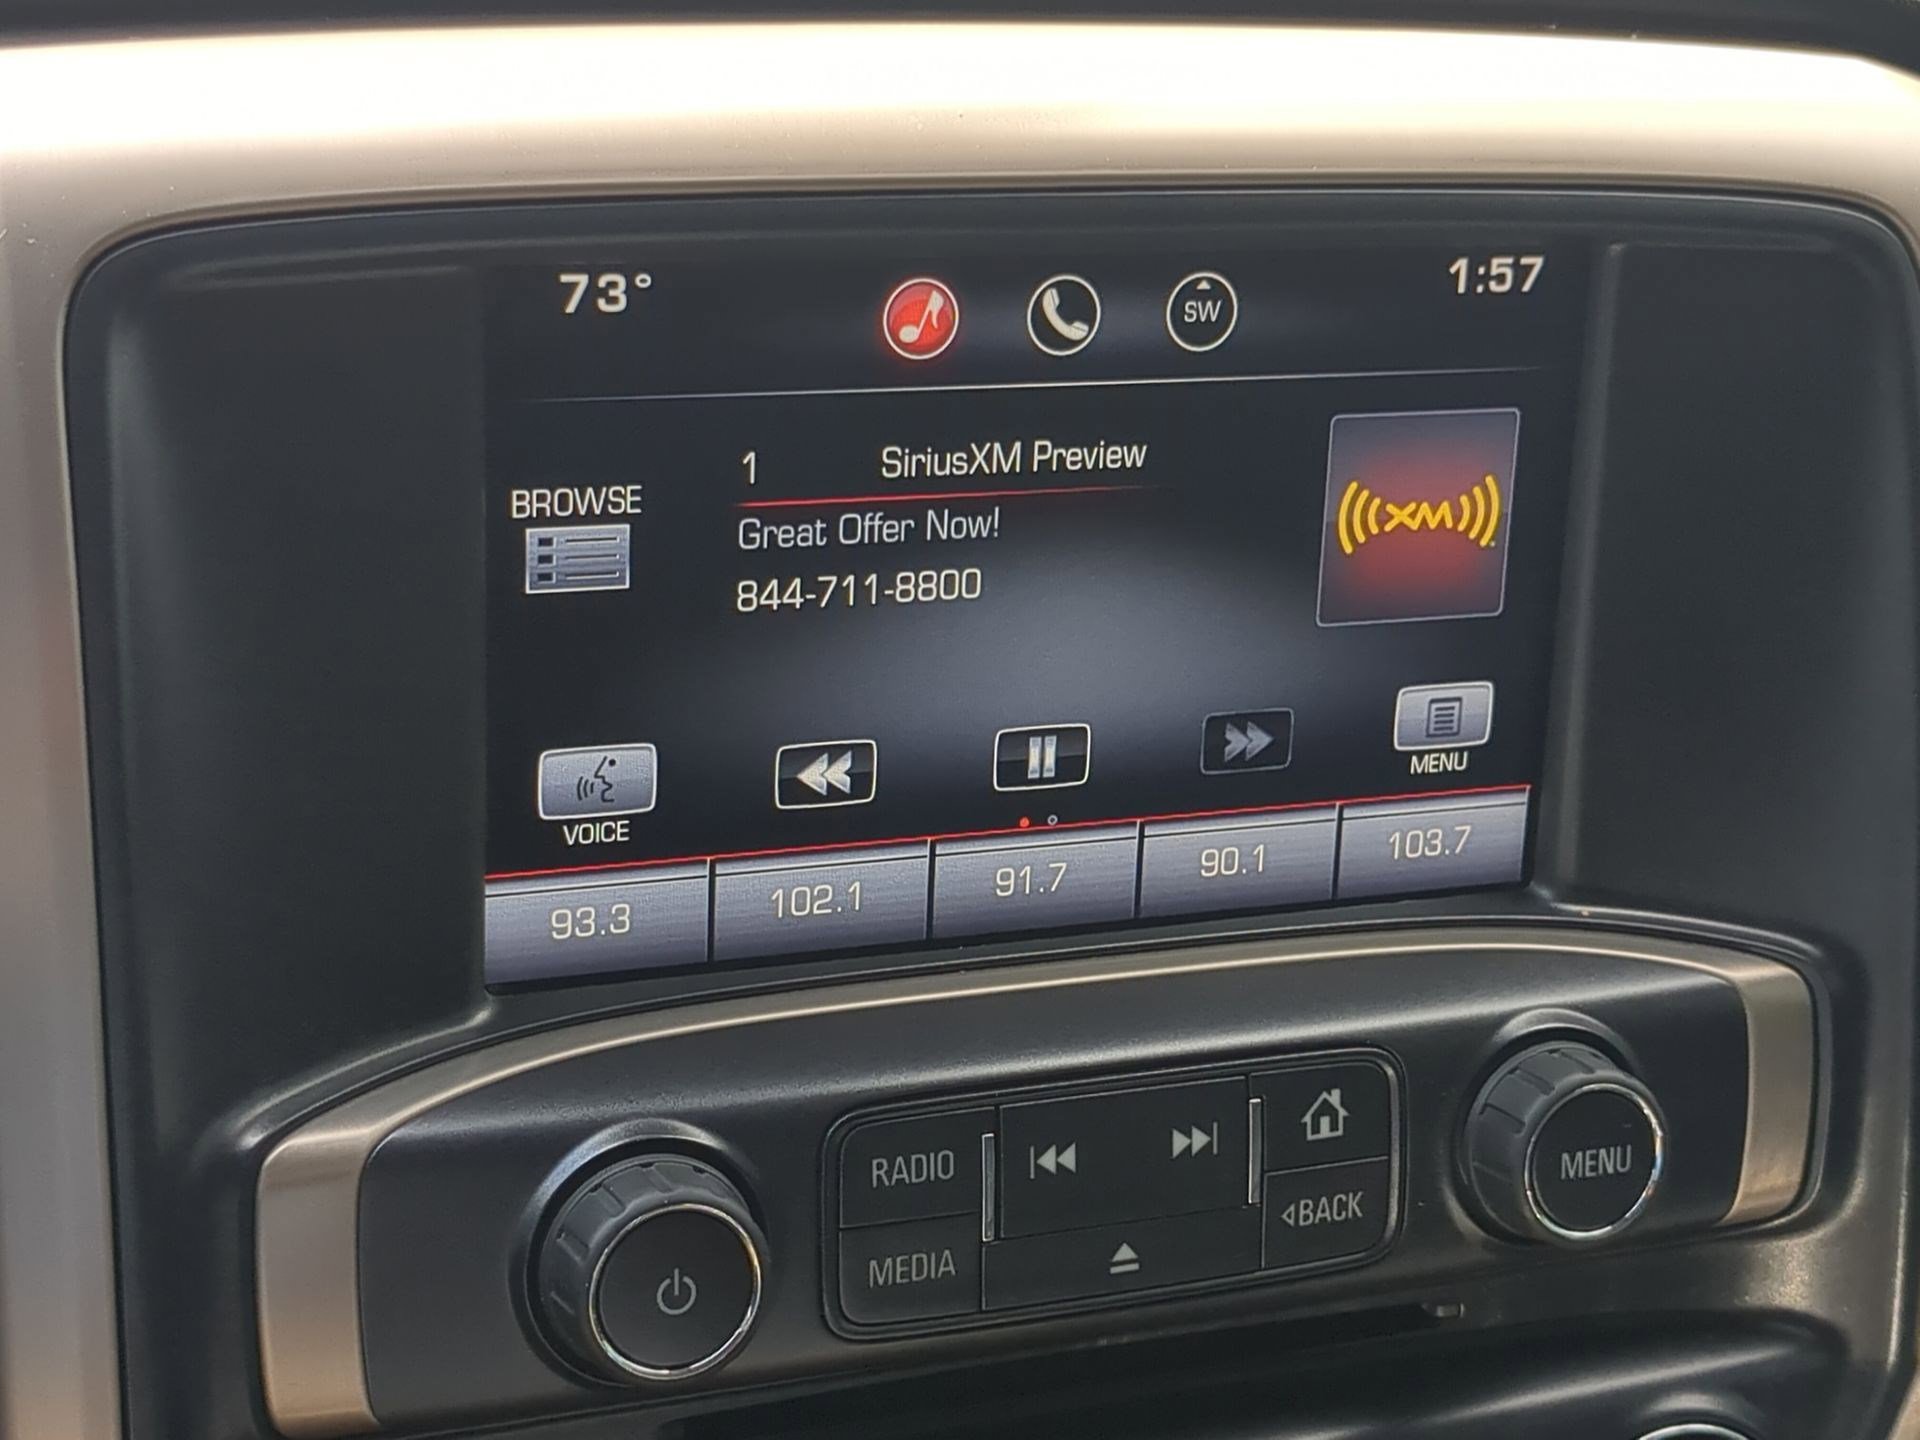 73°
SW
1:57
1 SiriusXM Preview
BROWSE
Great Offer Now!
844-711-8800
XM
VOICE
MENU
93.3 102.1 91.7 90.1 103.7
RADIO
MEDIA
BACK
MENU